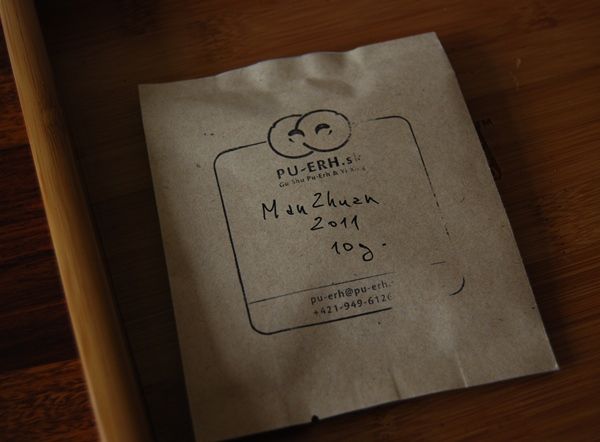 PU-ERH.sk
Gu Shu Pu-Erh & Yi Xing
ManZhuan
2011
10g.
pu-erh@pu-erh.
+421-949-6126